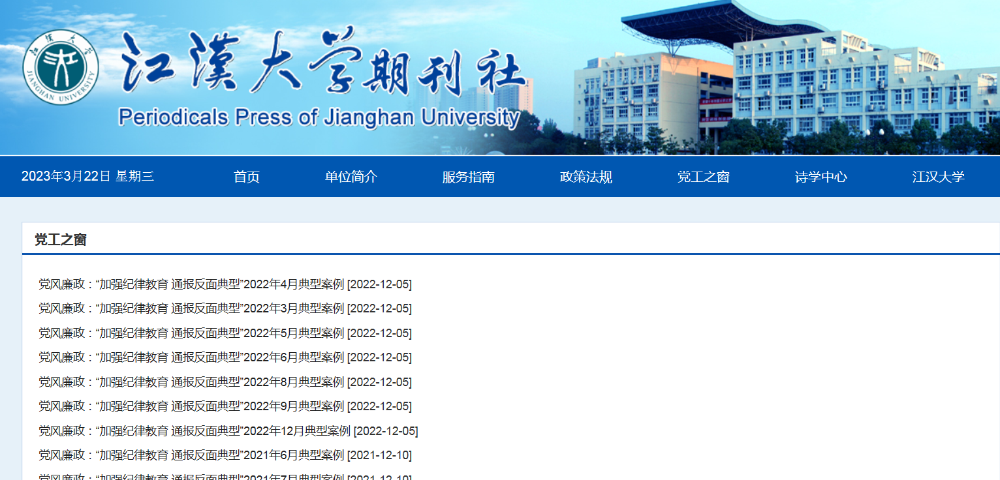 江漢大学期刊社
江漢大学
JIANGHAN UNIVERSITY
Periodicals Press of Jianghan University
2023年3月22日 星期三 首页 单位简介 服务指南 政策法规 党工之窗 诗学中心 江汉大学
党工之窗
党风廉政：“加强纪律教育 通报反面典型”2022年4月典型案例 [2022-12-05]
党风廉政：“加强纪律教育 通报反面典型”2022年3月典型案例 [2022-12-05]
党风廉政：“加强纪律教育 通报反面典型”2022年5月典型案例 [2022-12-05]
党风廉政：“加强纪律教育 通报反面典型”2022年6月典型案例 [2022-12-05]
党风廉政：“加强纪律教育 通报反面典型”2022年8月典型案例 [2022-12-05]
党风廉政：“加强纪律教育 通报反面典型”2022年9月典型案例 [2022-12-05]
党风廉政：“加强纪律教育 通报反面典型”2022年12月典型案例 [2022-12-05]
党风廉政：“加强纪律教育 通报反面典型”2021年6月典型案例 [2021-12-10]
党风廉政：“加强纪律教育 通报反面典型”2021年7月典型案例 [2021-12-10]